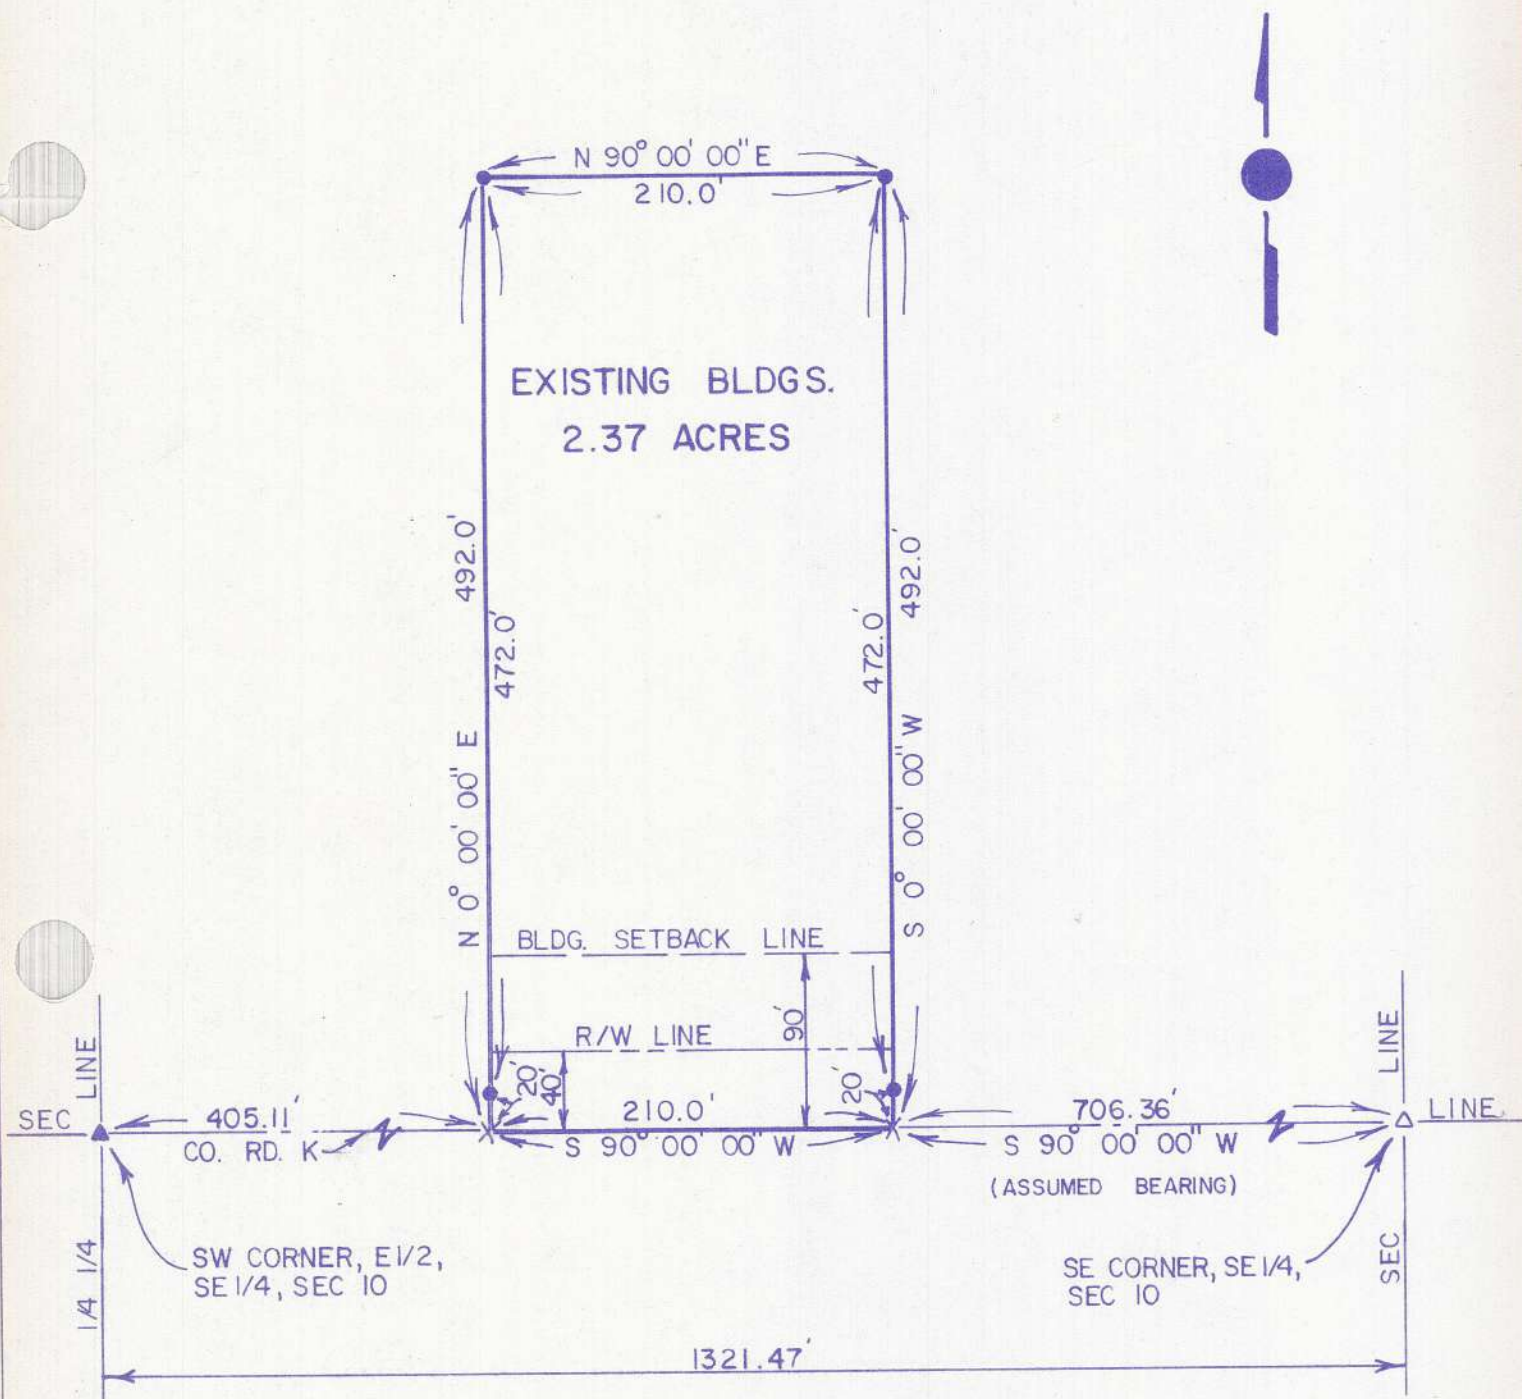 N 90° 00' 00" E
210.0'
EXISTING BLDGS.
2.37 ACRES
492.0'
472.0'
472.0'
492.0'
N 0° 00' 00" E
S 0° 00' 00" W
BLDG. SETBACK LINE
90'
R/W LINE
20'
40'
20'
SEC LINE
405.11'
CO. RD. K
210.0'
S 90° 00' 00" W
706.36'
S 90° 00' 00" W
(ASSUMED BEARING)
LINE
LINE
SW CORNER, E1/2,
SE1/4, SEC 10
SE CORNER, SE1/4,
SEC 10
1/4 1/4
SEC
1321.47'